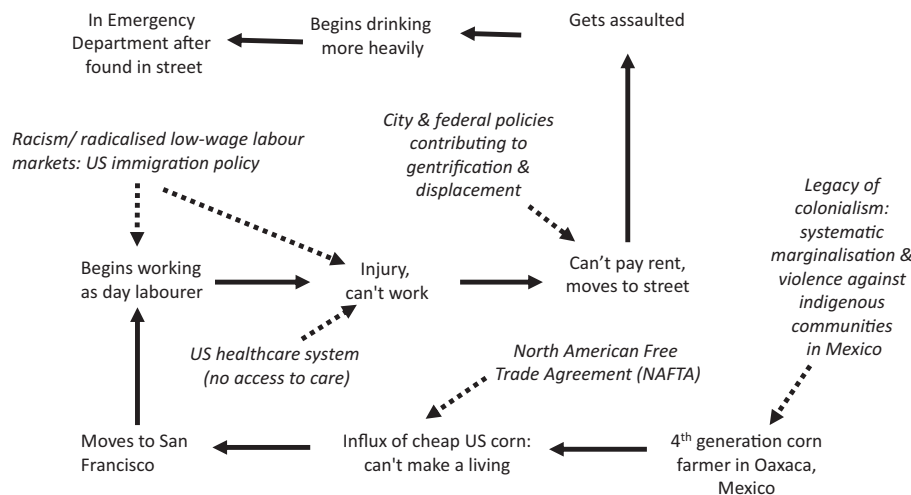 In Emergency
Department after
found in street
Begins drinking
more heavily
Gets assaulted
Racism/ radicalised low-wage labour
markets: US immigration policy
City & federal policies
contributing to
gentrification &
displacement
Legacy of
colonialism:
systematic
marginalisation &
violence against
indigenous
communities
in Mexico
Begins working
as day labourer
Injury,
can't work
Can’t pay rent,
moves to street
US healthcare system
(no access to care)
North American Free
Trade Agreement (NAFTA)
Moves to San
Francisco
Influx of cheap US corn:
can't make a living
4th generation corn
farmer in Oaxaca,
Mexico